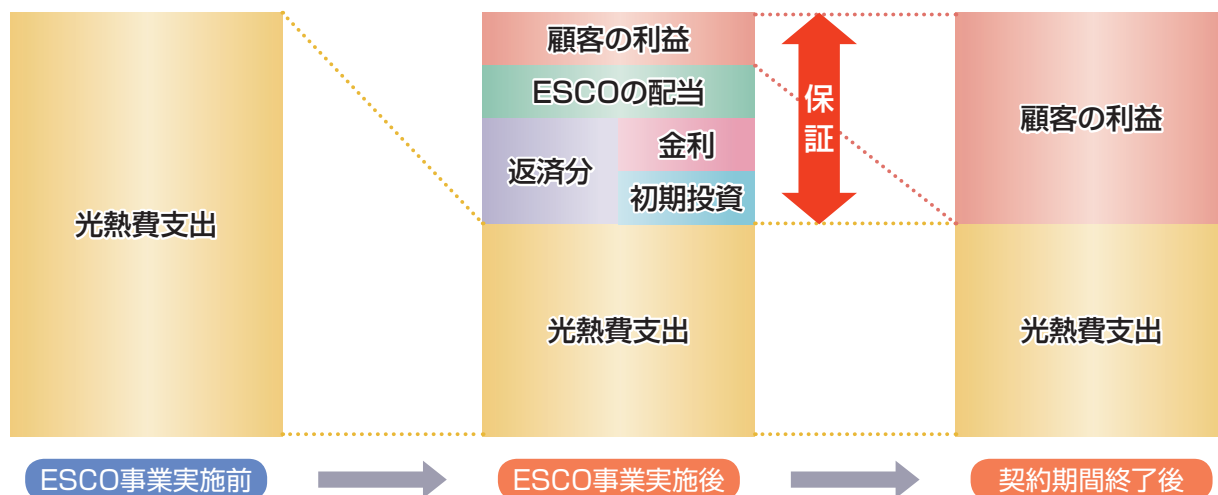 光熱費支出
顧客の利益
ESCOの配当
返済分
金利
初期投資
光熱費支出
保証
顧客の利益
光熱費支出
ESCO事業実施前
ESCO事業実施後
契約期間終了後